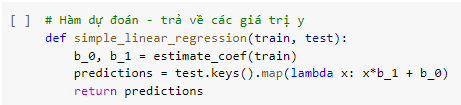 [ ] # Hàm dự đoán - trả về các giá trị y
def simple_linear_regression(train, test):
    b_0, b_1 = estimate_coef(train)
    predictions = test.keys().map(lambda x: x*b_1 + b_0)
    return predictions